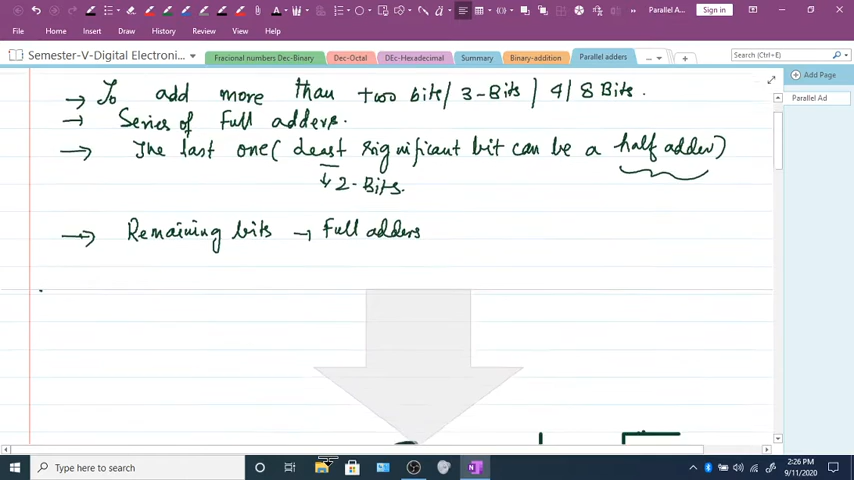 Parallel A...
Sign in
File
Home
Insert
Draw
History
Review
View
Share
Semester-V-Digital Electroni...
Fracional numbers Dec-Binary
Dec-Octal
DEc-Hexadecimal
Summary
Binary-addition
Parallel adders
Search (Ctrl+E)
→ To add more than two bits/ 3-Bits / 4/ 8 Bits.
→ Series of Full adders.
→ The last one (Least significant bit can be a half adder)
↓ 2-Bits.
→ Remaining bits → Full adders
Add Page
Parallel Ad
Type here to search
2:26 PM
9/11/2020